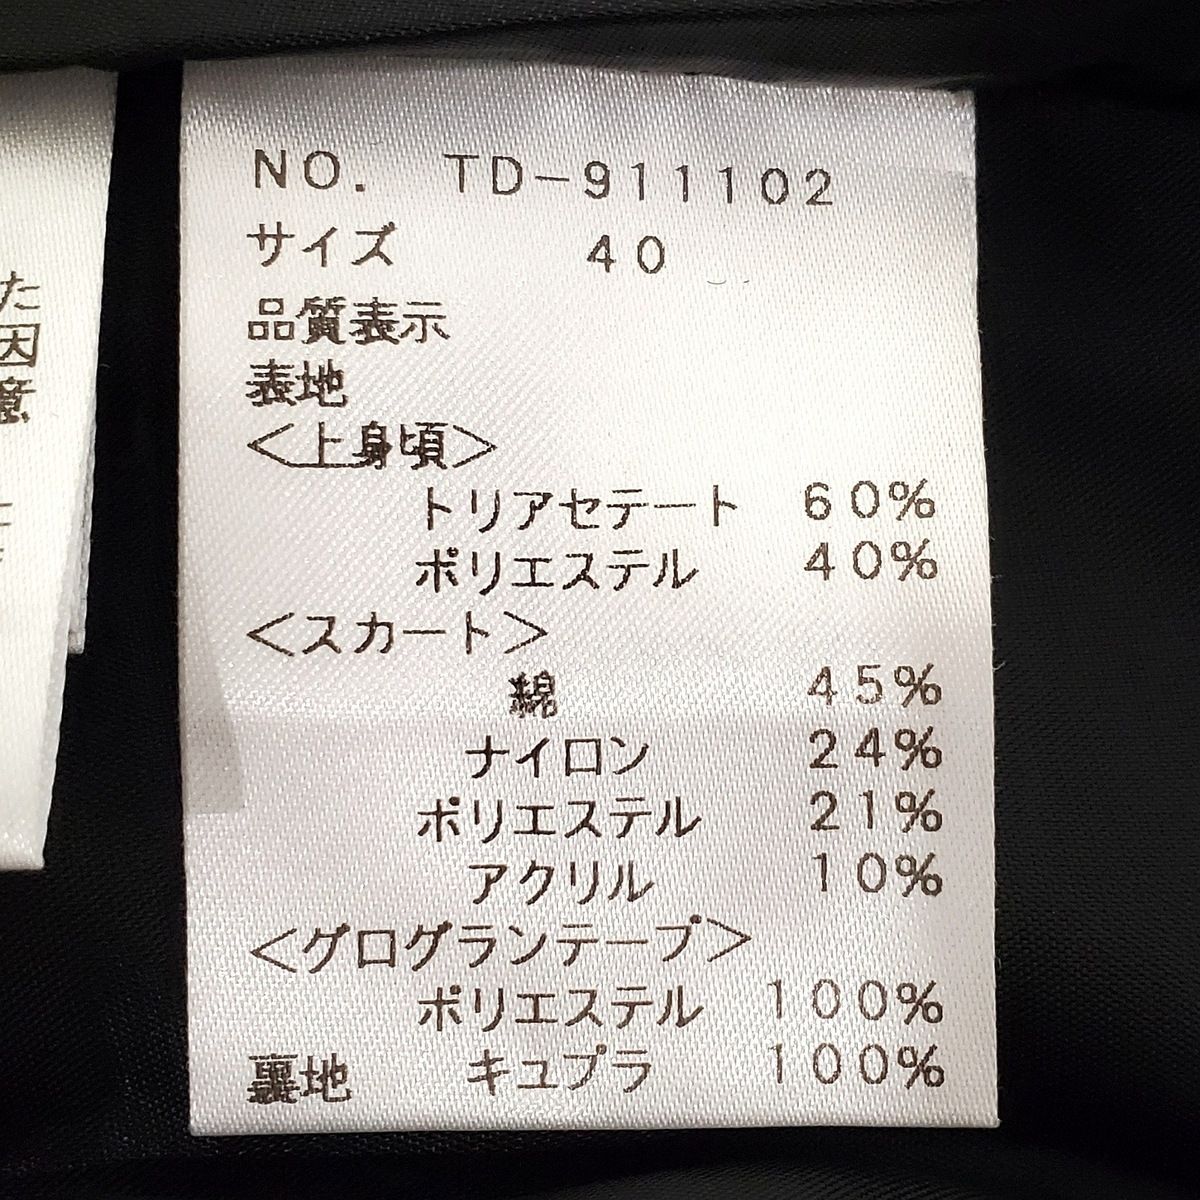 NO. TD-911102
サイズ 40
品質表示
表地
<上身頃>
トリアセテート 60%
ポリエステル 40%
<スカート>
綿 45%
ナイロン 24%
ポリエステル 21%
アクリル 10%
<グログランテープ>
ポリエステル 100%
裏地 キュプラ 100%
た
因
意